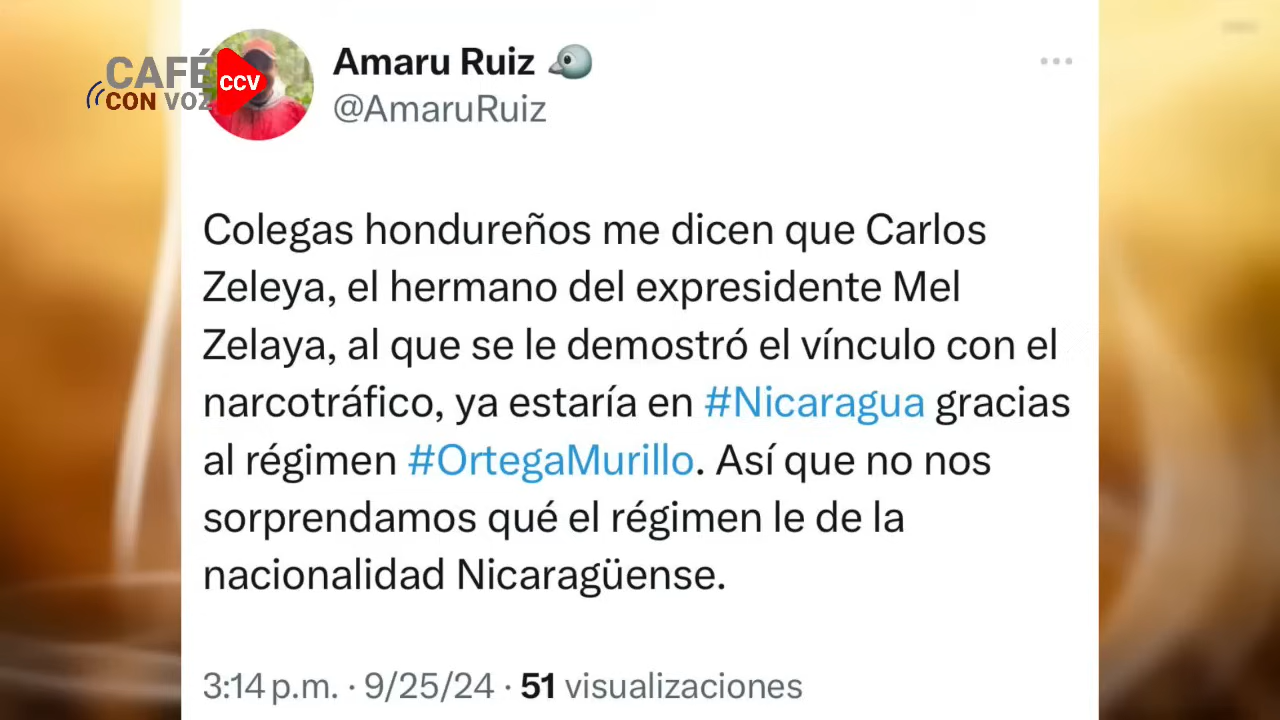 CAFÉ
CON VOZ
CCV
Amaru Ruiz
@AmaruRuiz
Colegas hondureños me dicen que Carlos
Zeleya, el hermano del expresidente Mel
Zelaya, al que se le demostró el vínculo con el
narcotráfico, ya estaría en #Nicaragua gracias
al régimen #OrtegaMurillo. Así que no nos
sorprendamos qué el régimen le de la
nacionalidad Nicaragüense.
3:14 p.m. · 9/25/24 · 51 visualizaciones